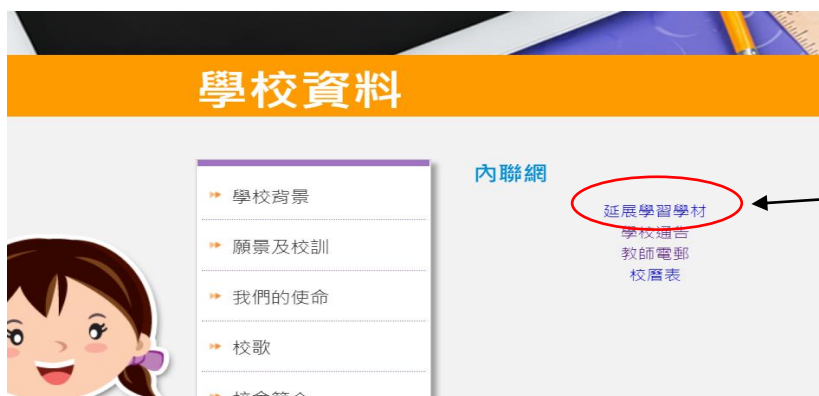 學校資料
學校背景
願景及校訓
我們的使命
校歌
內聯網
延展學習學材
學校通告
教師電郵
校曆表